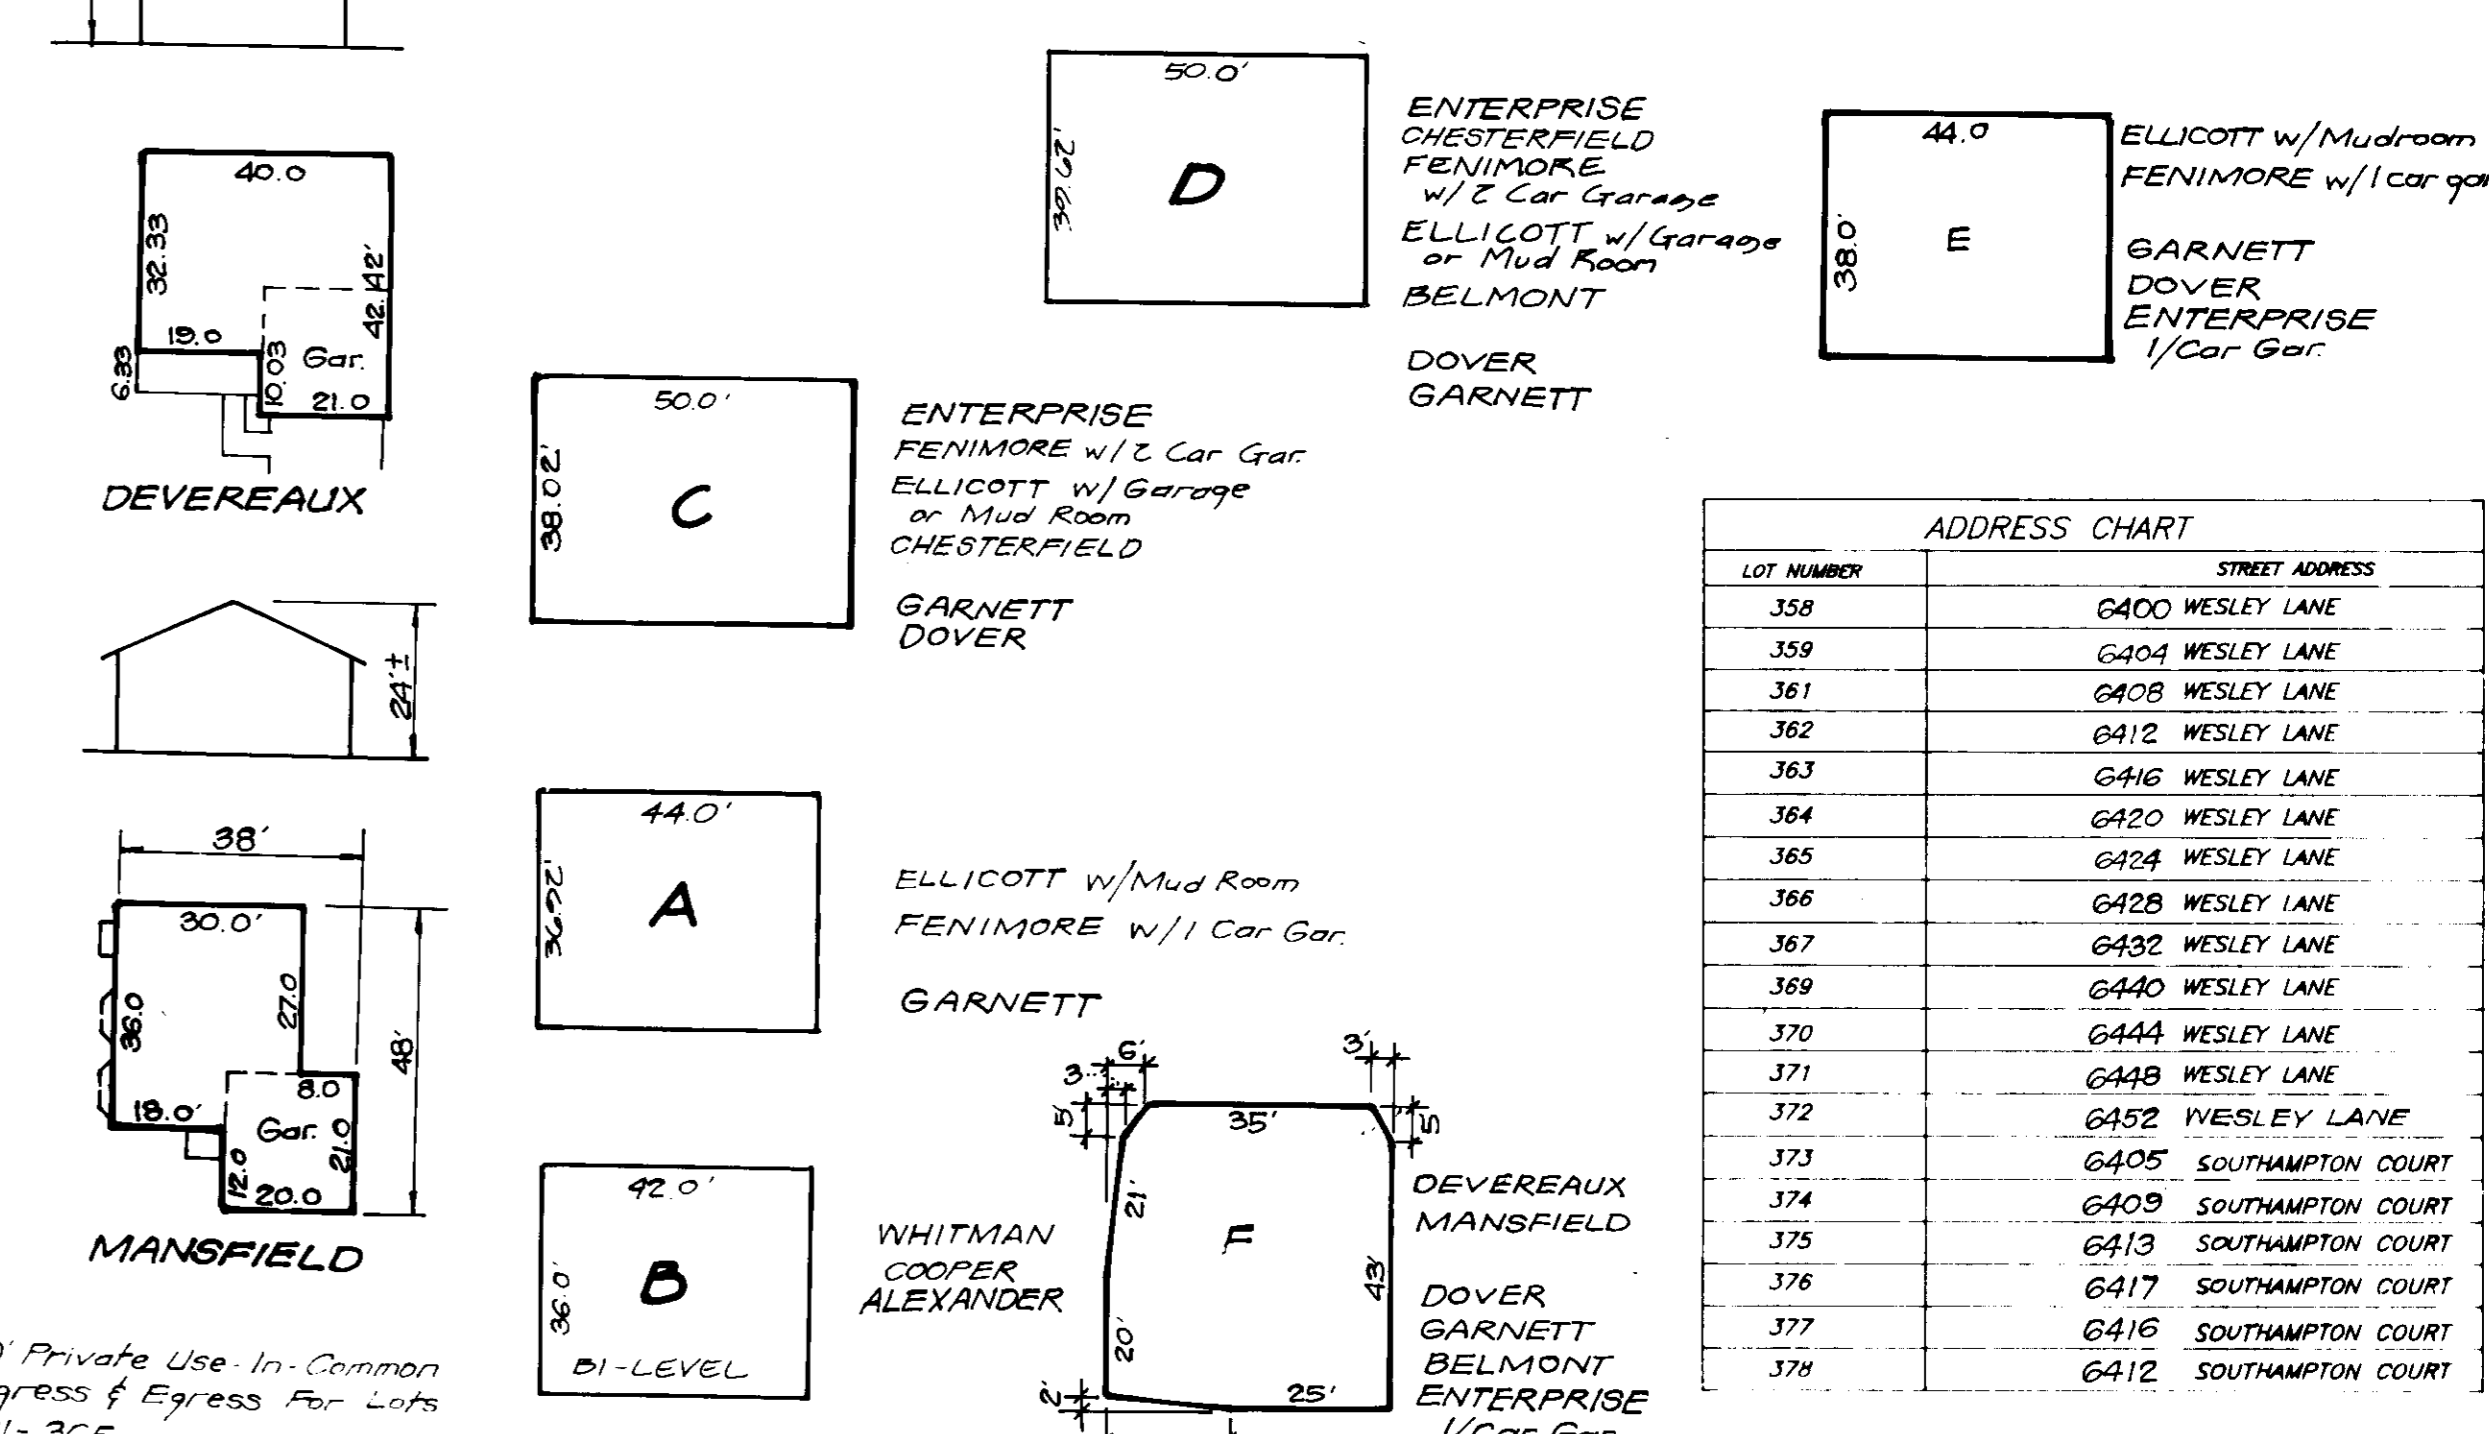 40.0
32.33
42.42'
19.0
Gar.
6.33
10.03
21.0
DEVEREAUX
24'±
38'
30.0'
27.0
36.0
48'
8.0
18.0'
Gar.
21.0
12.0
20.0
MANSFIELD
' Private Use-In-Common
gress & Egress For Lots
50.0'
39.62'
D
ENTERPRISE
CHESTERFIELD
FENIMORE
w/ 2 Car Garage
ELLICOTT w/Garage
or Mud Room
BELMONT
DOVER
GARNETT
44.0
38.0'
E
ELLICOTT w/Mudroom
FENIMORE w/1 car gar
GARNETT
DOVER
ENTERPRISE
1/Car Gar.
50.0'
38.02'
C
ENTERPRISE
FENIMORE w/ 2 Car Gar.
ELLICOTT w/ Garage
or Mud Room
CHESTERFIELD
GARNETT
DOVER
44.0'
36.92'
A
ELLICOTT w/Mud Room
FENIMORE w/1 Car Gar.
GARNETT
42.0'
36.0'
B
BI-LEVEL
WHITMAN
COOPER
ALEXANDER
6'
3'
3
5'
35'
5'
21'
F
43'
20'
2'
25'
DEVEREAUX
MANSFIELD
DOVER
GARNETT
BELMONT
ENTERPRISE
1/Car Gar.
ADDRESS CHART
LOT NUMBER STREET ADDRESS
358 6400 WESLEY LANE
359 6404 WESLEY LANE
361 6408 WESLEY LANE
362 6412 WESLEY LANE
363 6416 WESLEY LANE
364 6420 WESLEY LANE
365 6424 WESLEY LANE
366 6428 WESLEY LANE
367 6432 WESLEY LANE
369 6440 WESLEY LANE
370 6444 WESLEY LANE
371 6448 WESLEY LANE
372 6452 WESLEY LANE
373 6405 SOUTHAMPTON COURT
374 6409 SOUTHAMPTON COURT
375 6413 SOUTHAMPTON COURT
376 6417 SOUTHAMPTON COURT
377 6416 SOUTHAMPTON COURT
378 6412 SOUTHAMPTON COURT